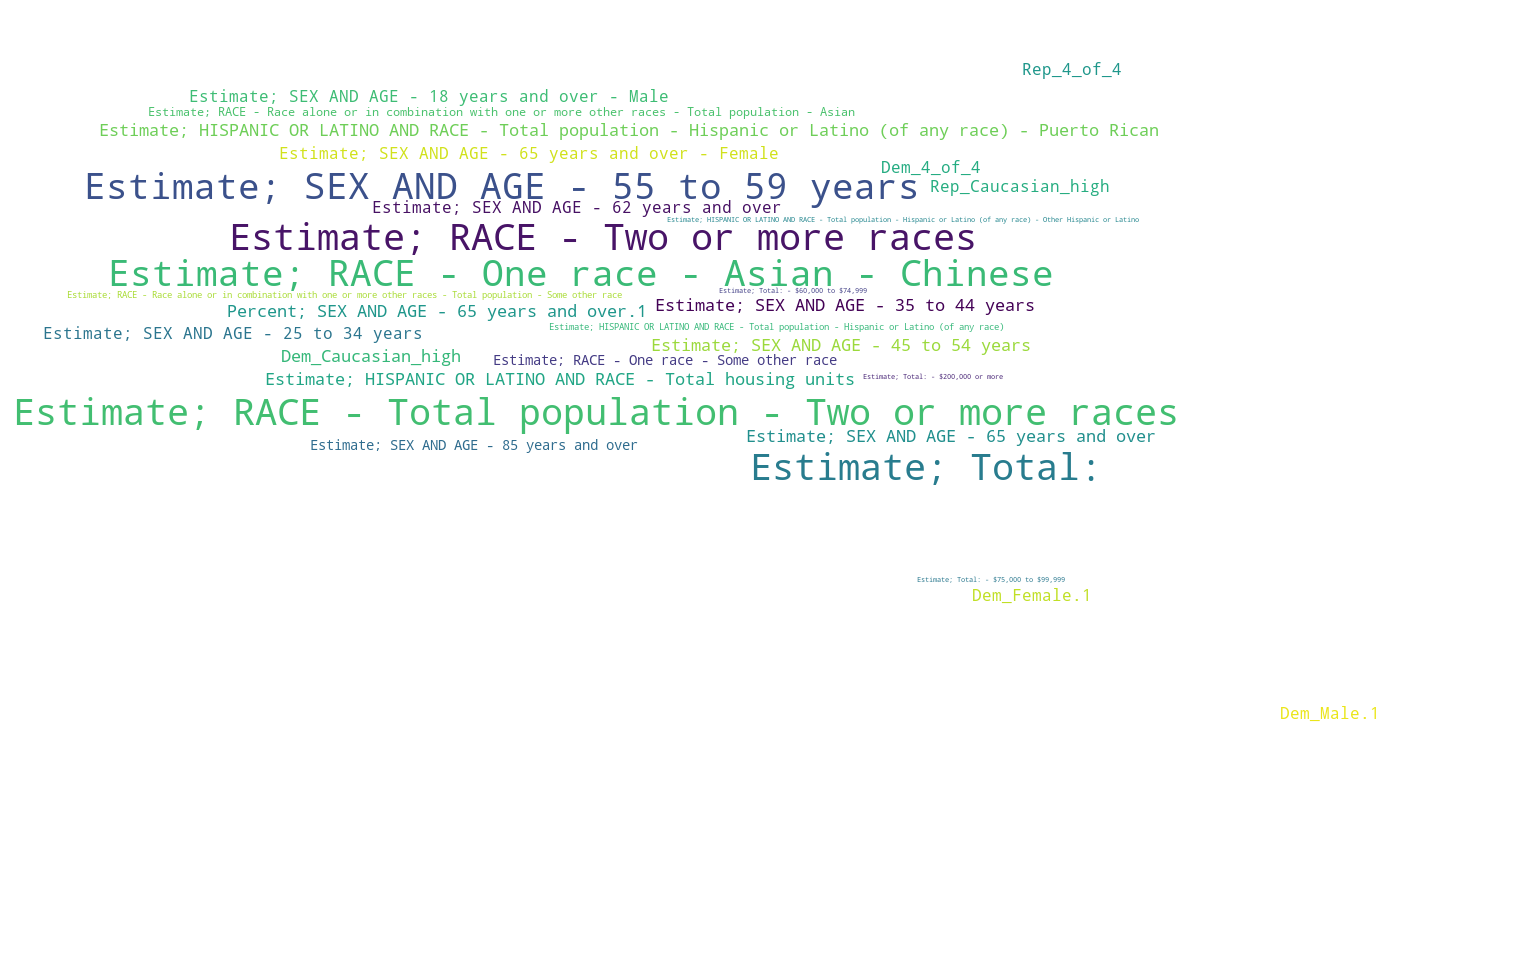 Rep_4_of_4
Estimate; SEX AND AGE - 18 years and over - Male
Estimate; RACE - Race alone or in combination with one or more other races - Total population - Asian
Estimate; HISPANIC OR LATINO AND RACE - Total population - Hispanic or Latino (of any race) - Puerto Rican
Estimate; SEX AND AGE - 65 years and over - Female
Dem_4_of_4
Estimate; SEX AND AGE - 55 to 59 years
Rep_Caucasian_high
Estimate; SEX AND AGE - 62 years and over
Estimate; HISPANIC OR LATINO AND RACE - Total population - Hispanic or Latino (of any race) - Other Hispanic or Latino
Estimate; RACE - Two or more races
Estimate; RACE - One race - Asian - Chinese
Estimate; Total: - $60,000 to $74,999
Estimate; RACE - Race alone or in combination with one or more other races - Total population - Some other race
Estimate; SEX AND AGE - 35 to 44 years
Percent; SEX AND AGE - 65 years and over.1
Estimate; HISPANIC OR LATINO AND RACE - Total population - Hispanic or Latino (of any race)
Estimate; SEX AND AGE - 25 to 34 years
Estimate; SEX AND AGE - 45 to 54 years
Dem_Caucasian_high
Estimate; RACE - One race - Some other race
Estimate; HISPANIC OR LATINO AND RACE - Total housing units
Estimate; Total: - $200,000 or more
Estimate; RACE - Total population - Two or more races
Estimate; SEX AND AGE - 65 years and over
Estimate; SEX AND AGE - 85 years and over
Estimate; Total:
Estimate; Total: - $75,000 to $99,999
Dem_Female.1
Dem_Male.1